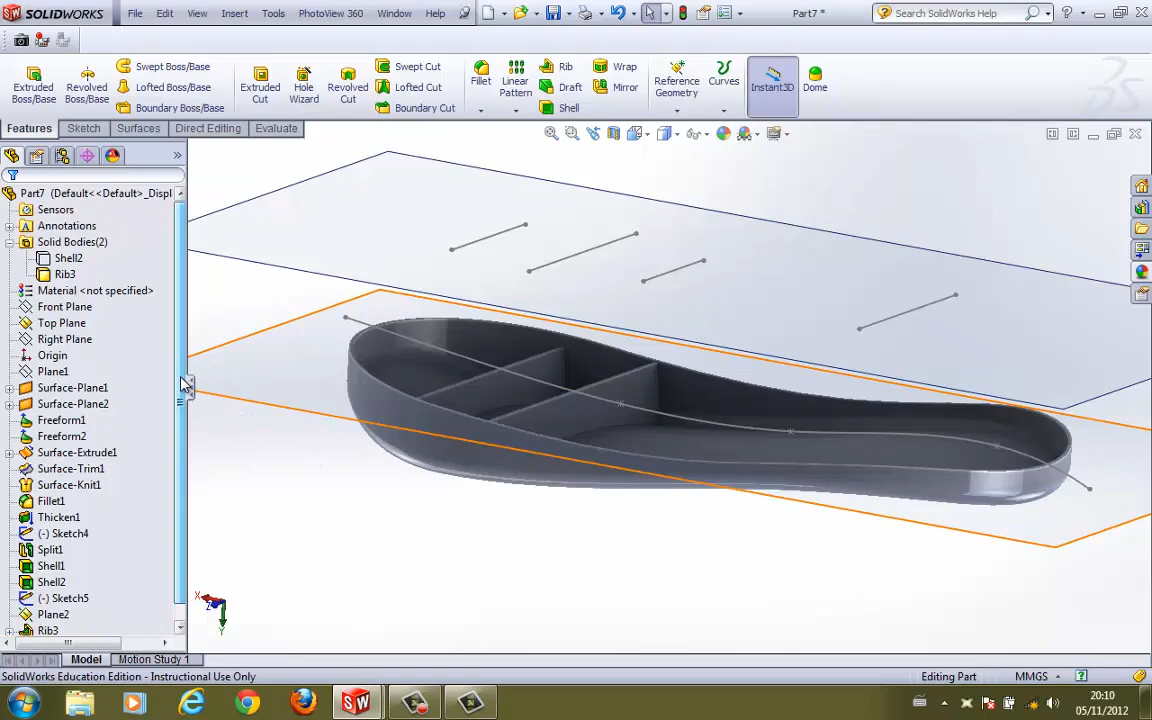 SOLIDWORKS File Edit View Insert Tools PhotoView 360 Window Help Part7 * Search SolidWorks Help
Extruded Boss/Base
Revolved Boss/Base
Swept Boss/Base
Lofted Boss/Base
Boundary Boss/Base
Extruded Cut
Hole Wizard
Revolved Cut
Swept Cut
Lofted Cut
Boundary Cut
Fillet
Linear Pattern
Rib
Draft
Shell
Wrap
Mirror
Reference Geometry
Curves
Instant3D
Dome
Features Sketch Surfaces Direct Editing Evaluate
Part7 (Default<<Default>_Displ
Sensors
Annotations
Solid Bodies(2)
Shell2
Rib3
Material <not specified>
Front Plane
Top Plane
Right Plane
Origin
Plane1
Surface-Plane1
Surface-Plane2
Freeform1
Freeform2
Surface-Extrude1
Surface-Trim1
Surface-Knit1
Fillet1
Thicken1
(-) Sketch4
Split1
Shell1
Shell2
(-) Sketch5
Plane2
Rib3
X
Z
Y
Model Motion Study 1
SolidWorks Education Edition - Instructional Use Only Editing Part MMGS
SW
20:10
05/11/2012